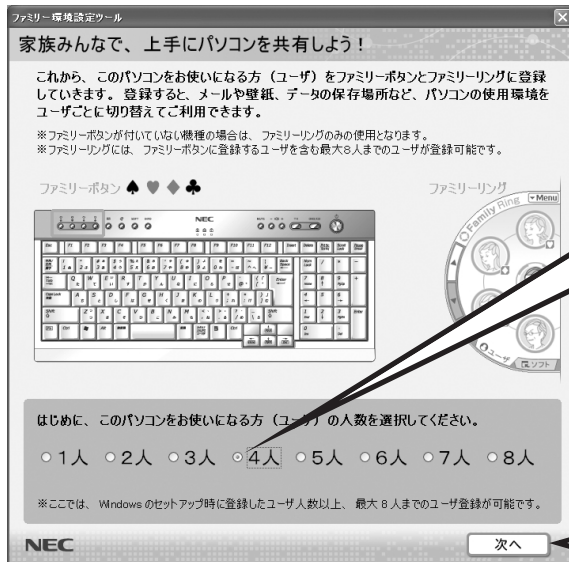 ファミリー環境設定ツール
家族みんなで、上手にパソコンを共有しよう！
これから、このパソコンをお使いになる方（ユーザ）をファミリーボタンとファミリーリングに登録
していきます。登録すると、メールや壁紙、データの保存場所など、パソコンの使用環境を
ユーザごとに切り替えてご利用できます。
※ファミリーボタンが付いていない機種の場合は、ファミリーリングのみの使用となります。
※ファミリーリングには、ファミリーボタンに登録するユーザを含む最大8人までのユーザが登録可能です。
ファミリーボタン ♠ ♥ ♦ ♣
ファミリーリング
Family Ring
Menu
NEC
ユーザ
ソフト
はじめに、このパソコンをお使いになる方（ユーザ）の人数を選択してください。
1人 2人 3人 4人 5人 6人 7人 8人
※ここでは、Windows のセットアップ時に登録したユーザ人数以上、最大 8 人までのユーザ登録が可能です。
NEC
次へ